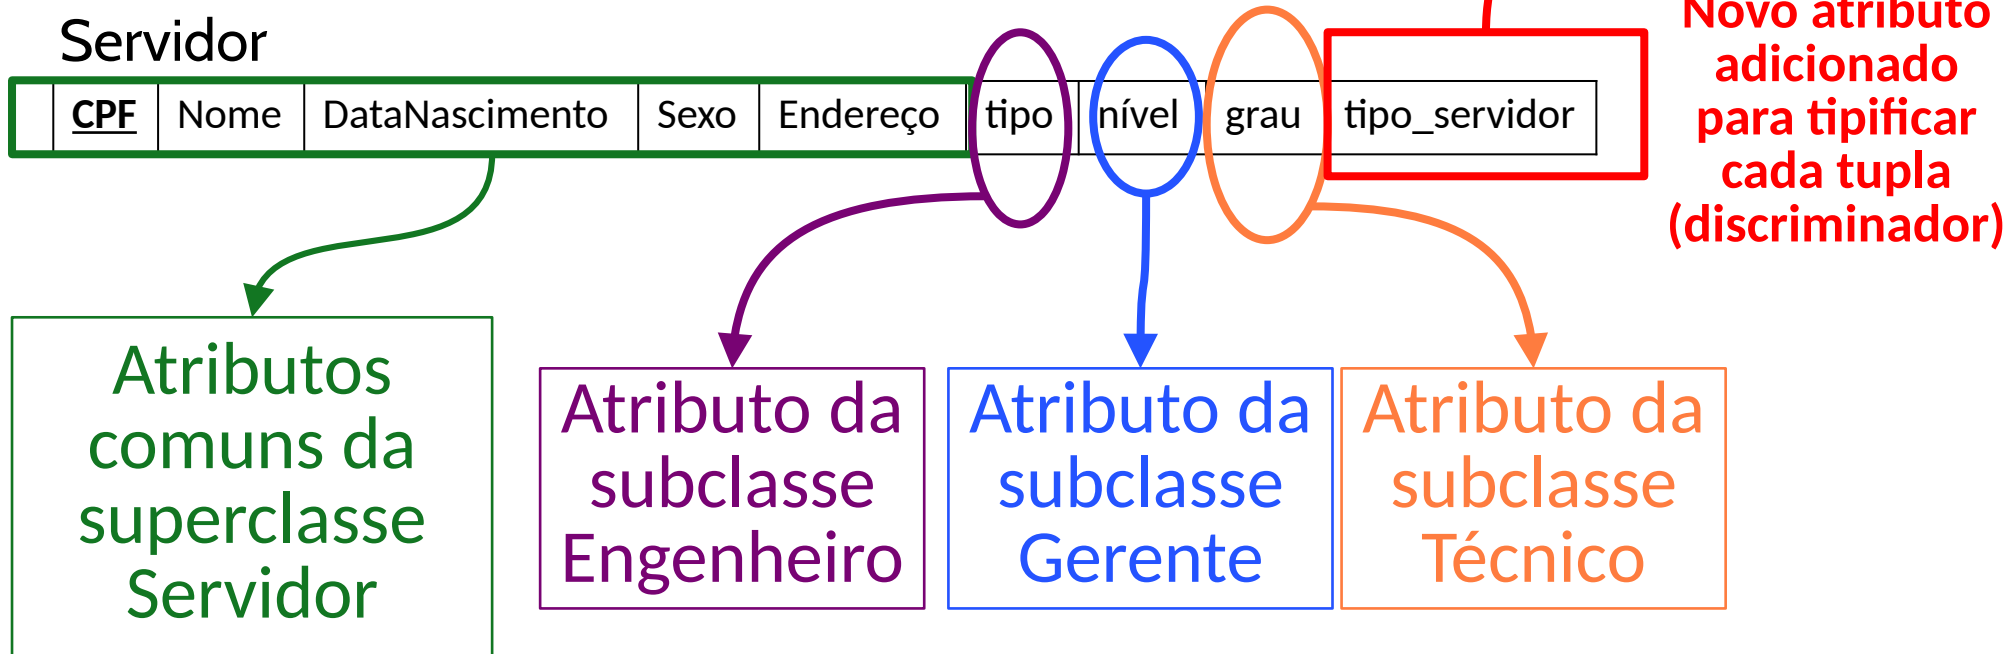 Servidor
CPF Nome DataNascimento Sexo Endereço tipo nível grau tipo_servidor
Novo atributo
adicionado
para tipificar
cada tupla
(discriminador)
Atributos
comuns da
superclasse
Servidor
Atributo da
subclasse
Engenheiro
Atributo da
subclasse
Gerente
Atributo da
subclasse
Técnico